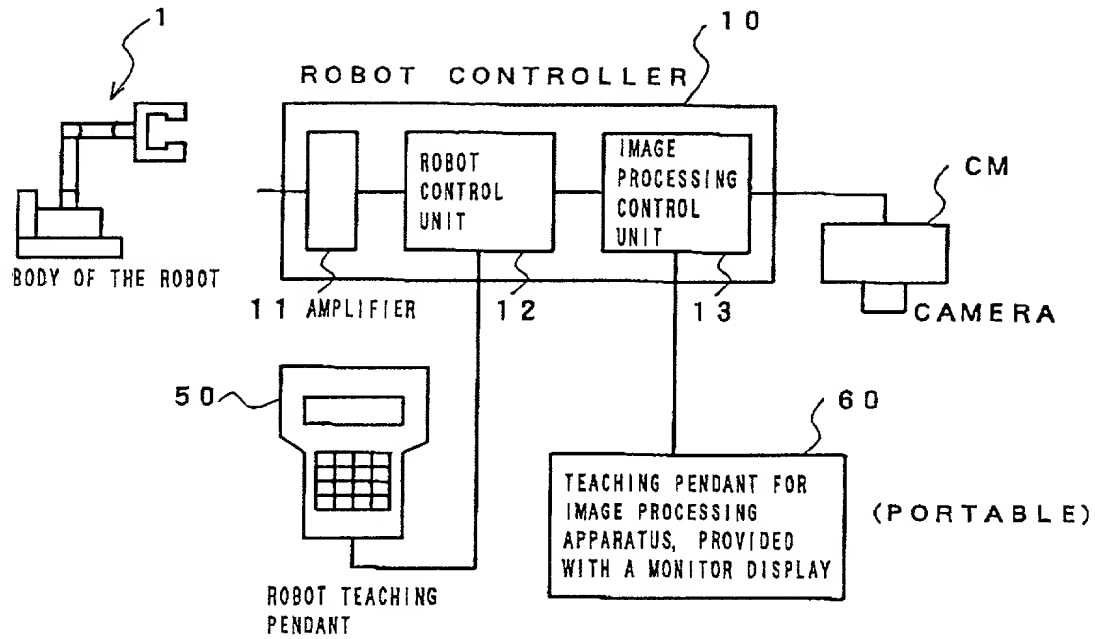 1
10
ROBOT CONTROLLER
ROBOT
CONTROL
UNIT
IMAGE
PROCESSING
CONTROL
UNIT
CM
BODY OF THE ROBOT
11 AMPLIFIER
12
13
CAMERA
50
60
TEACHING PENDANT FOR
IMAGE PROCESSING
APPARATUS, PROVIDED
WITH A MONITOR DISPLAY
(PORTABLE)
ROBOT TEACHING
PENDANT